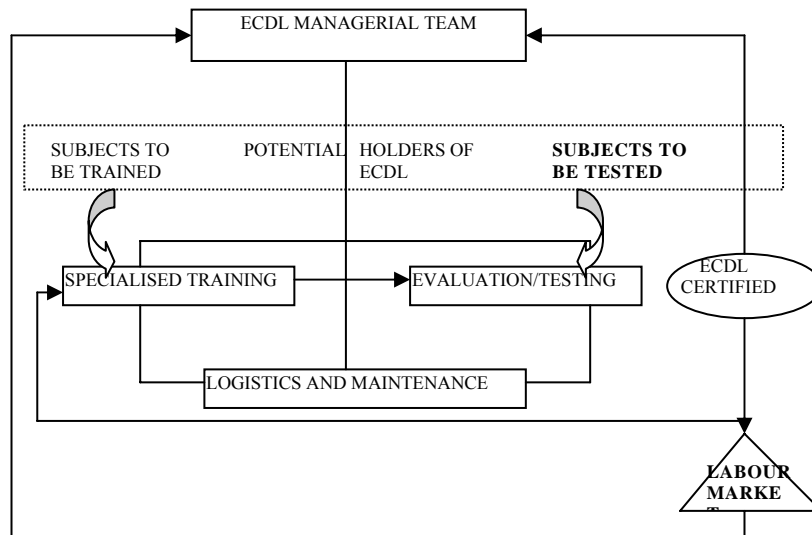 ECDL MANAGERIAL TEAM
SUBJECTS TO
BE TRAINED
POTENTIAL HOLDERS OF
ECDL
SUBJECTS TO
BE TESTED
SPECIALISED TRAINING
EVALUATION/TESTING
ECDL
CERTIFIED
LOGISTICS AND MAINTENANCE
LABOUR
MARKE
T